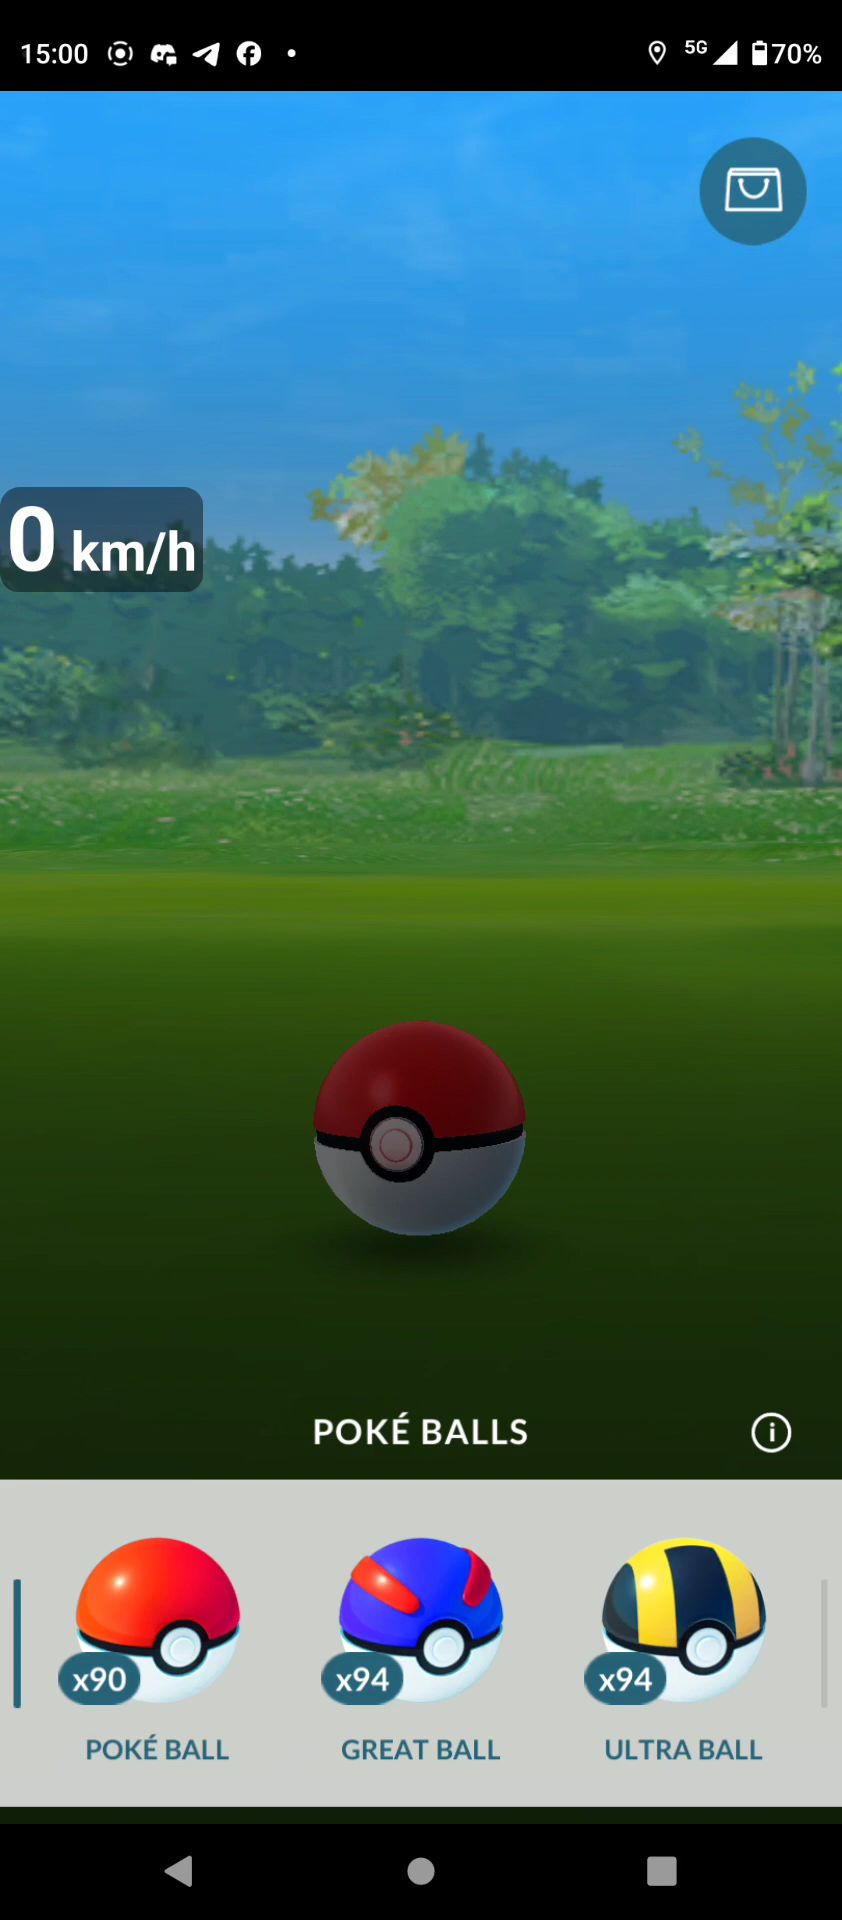 15:00
5G
70%
0 km/h
POKÉ BALLS
x90
x94
x94
POKÉ BALL
GREAT BALL
ULTRA BALL